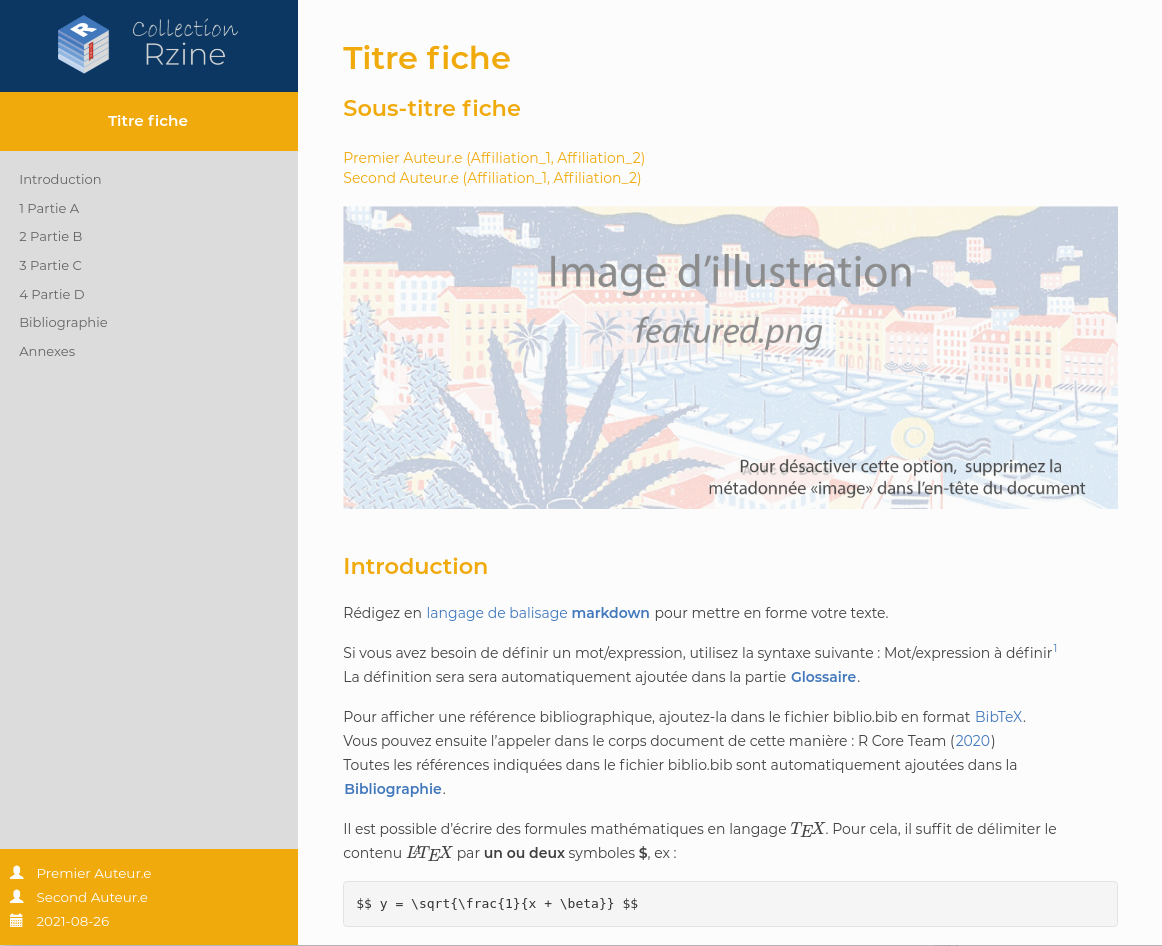 Collection
Rzine
Titre fiche
Introduction
1 Partie A
2 Partie B
3 Partie C
4 Partie D
Bibliographie
Annexes
Premier Auteur.e
Second Auteur.e
2021-08-26
Titre fiche
Sous-titre fiche
Premier Auteur.e (Affiliation_1, Affiliation_2)
Second Auteur.e (Affiliation_1, Affiliation_2)
Image d’illustration
featured.png
Pour désactiver cette option, supprimez la
métadonnée «image» dans l’en-tête du document
Introduction
Rédigez en langage de balisage markdown pour mettre en forme votre texte.
Si vous avez besoin de définir un mot/expression, utilisez la syntaxe suivante : Mot/expression à définir1
La définition sera sera automatiquement ajoutée dans la partie Glossaire.
Pour afficher une référence bibliographique, ajoutez-la dans le fichier biblio.bib en format BibTeX.
Vous pouvez ensuite l’appeler dans le corps document de cette manière : R Core Team (2020)
Toutes les références indiquées dans le fichier biblio.bib sont automatiquement ajoutées dans la
Bibliographie.
Il est possible d’écrire des formules mathématiques en langage TEX. Pour cela, il suffit de délimiter le
contenu LATEX par un ou deux symboles $, ex :
$$ y = \sqrt{\frac{1}{x + \beta}} $$